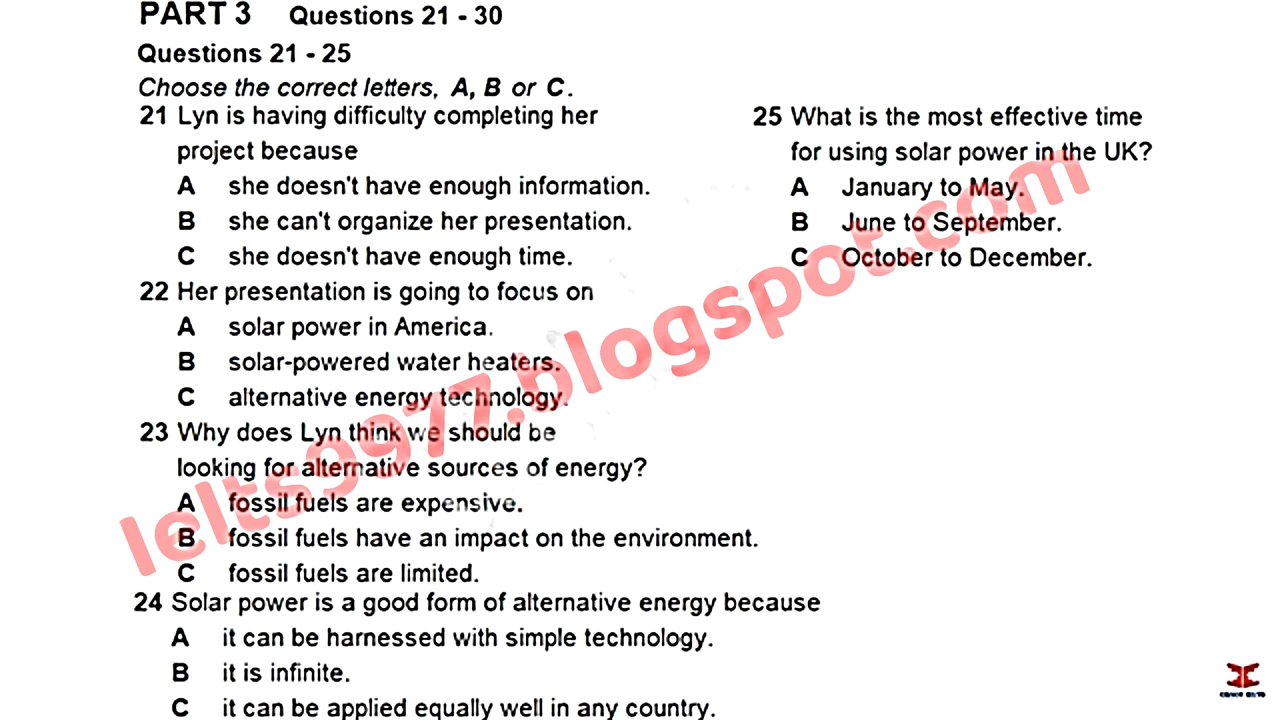 PART 3 Questions 21 - 30
Questions 21 - 25
Choose the correct letters, A, B or C.
21 Lyn is having difficulty completing her
project because
A she doesn't have enough information.
B she can't organize her presentation.
C she doesn't have enough time.
22 Her presentation is going to focus on
A solar power in America.
B solar-powered water heaters.
C alternative energy technology.
23 Why does Lyn think we should be
looking for alternative sources of energy?
A fossil fuels are expensive.
B fossil fuels have an impact on the environment.
C fossil fuels are limited.
24 Solar power is a good form of alternative energy because
A it can be harnessed with simple technology.
B it is infinite.
C it can be applied equally well in any country.
25 What is the most effective time
for using solar power in the UK?
A January to May.
B June to September.
C October to December.
Ielts9977.blogspot.com